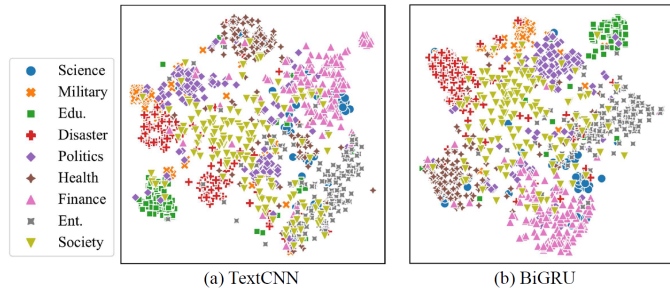 Science
Military
Edu.
Disaster
Politics
Health
Finance
Ent.
Society
(a) TextCNN
(b) BiGRU